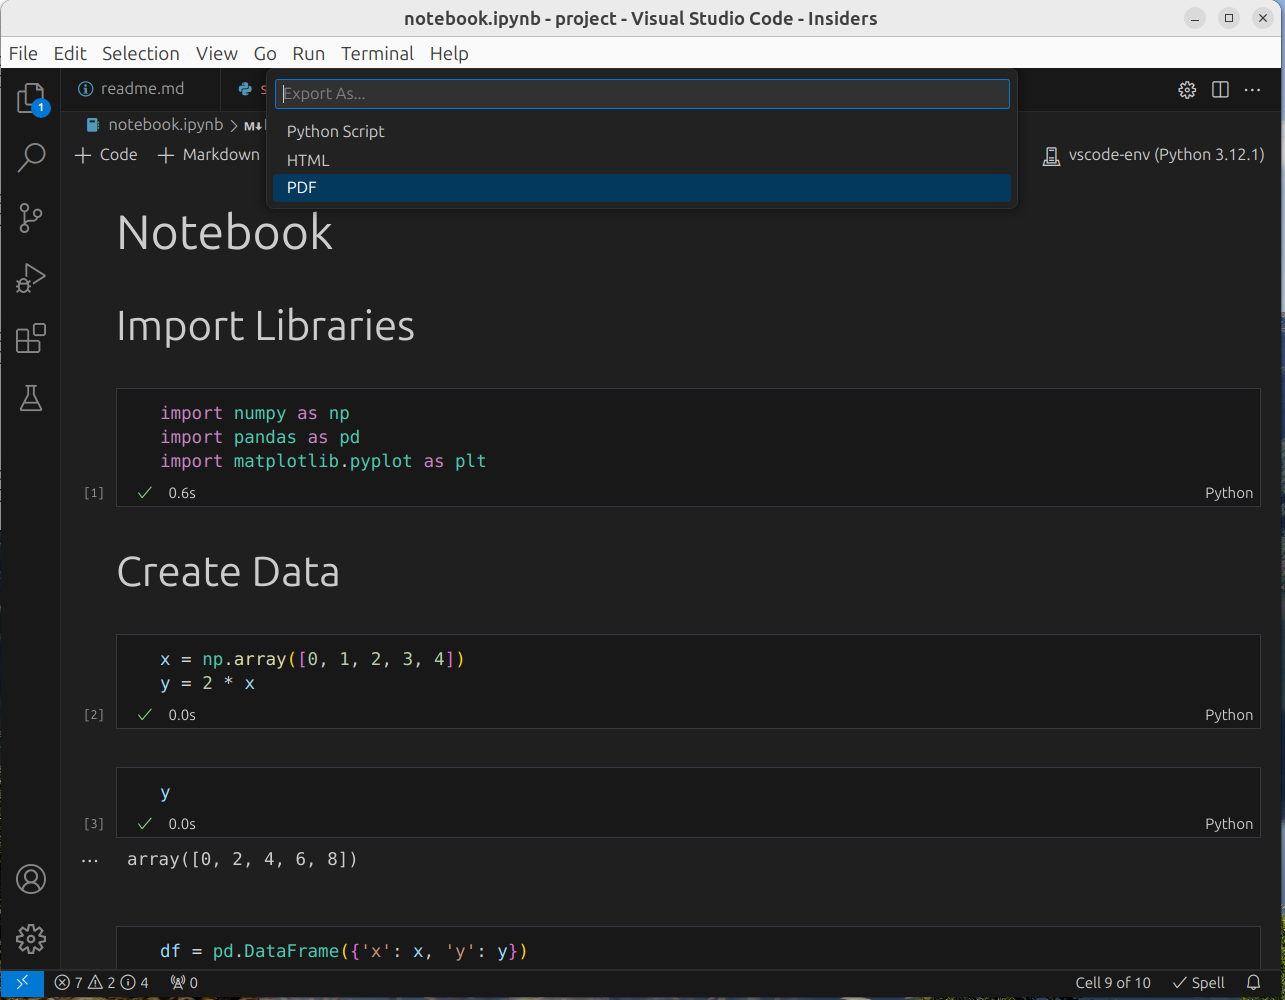 notebook.ipynb - project - Visual Studio Code - Insiders
File Edit Selection View Go Run Terminal Help
1
readme.md
s
Export As...
notebook.ipynb > M↓
Python Script
+ Code + Markdown
HTML
vscode-env (Python 3.12.1)
PDF
Notebook
Import Libraries
import numpy as np
import pandas as pd
import matplotlib.pyplot as plt
[1] ✓ 0.6s Python
Create Data
x = np.array([0, 1, 2, 3, 4])
y = 2 * x
[2] ✓ 0.0s Python
y
[3] ✓ 0.0s Python
... array([0, 2, 4, 6, 8])
df = pd.DataFrame({'x': x, 'y': y})
7 2 4 0 Cell 9 of 10 ✓ Spell